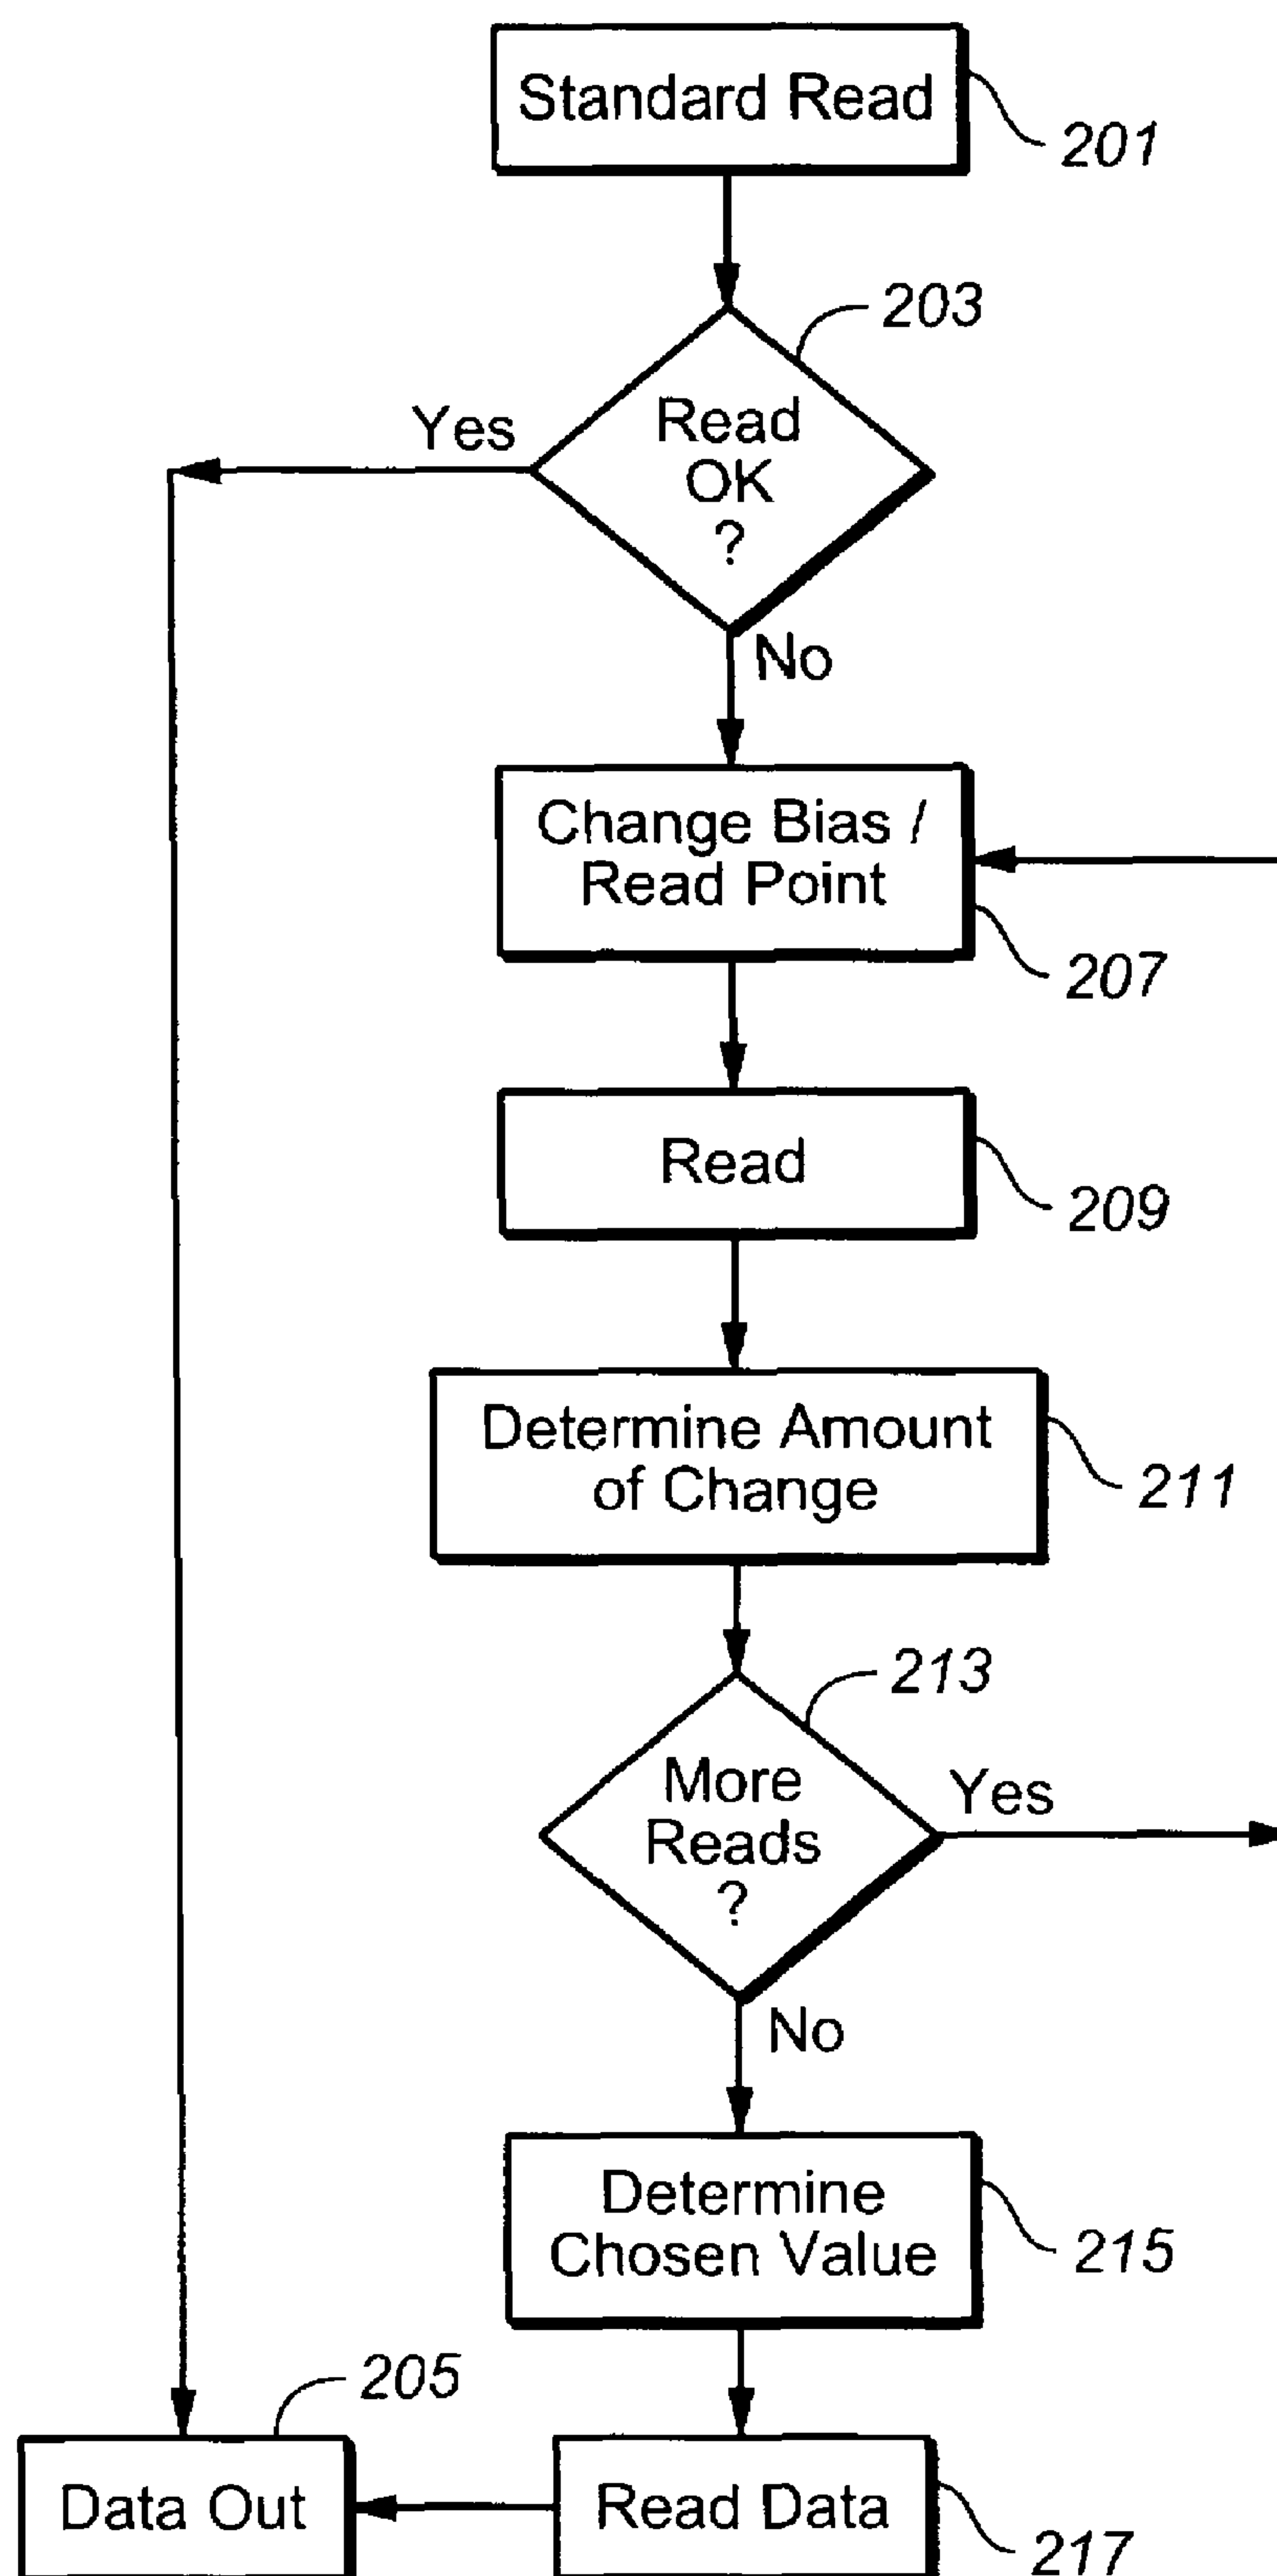 Standard Read
201
203
Read
OK
?
Yes
No
Change Bias /
Read Point
207
Read
209
Determine Amount
of Change
211
213
More
Reads
?
Yes
No
Determine
Chosen Value
215
205
Data Out
Read Data
217